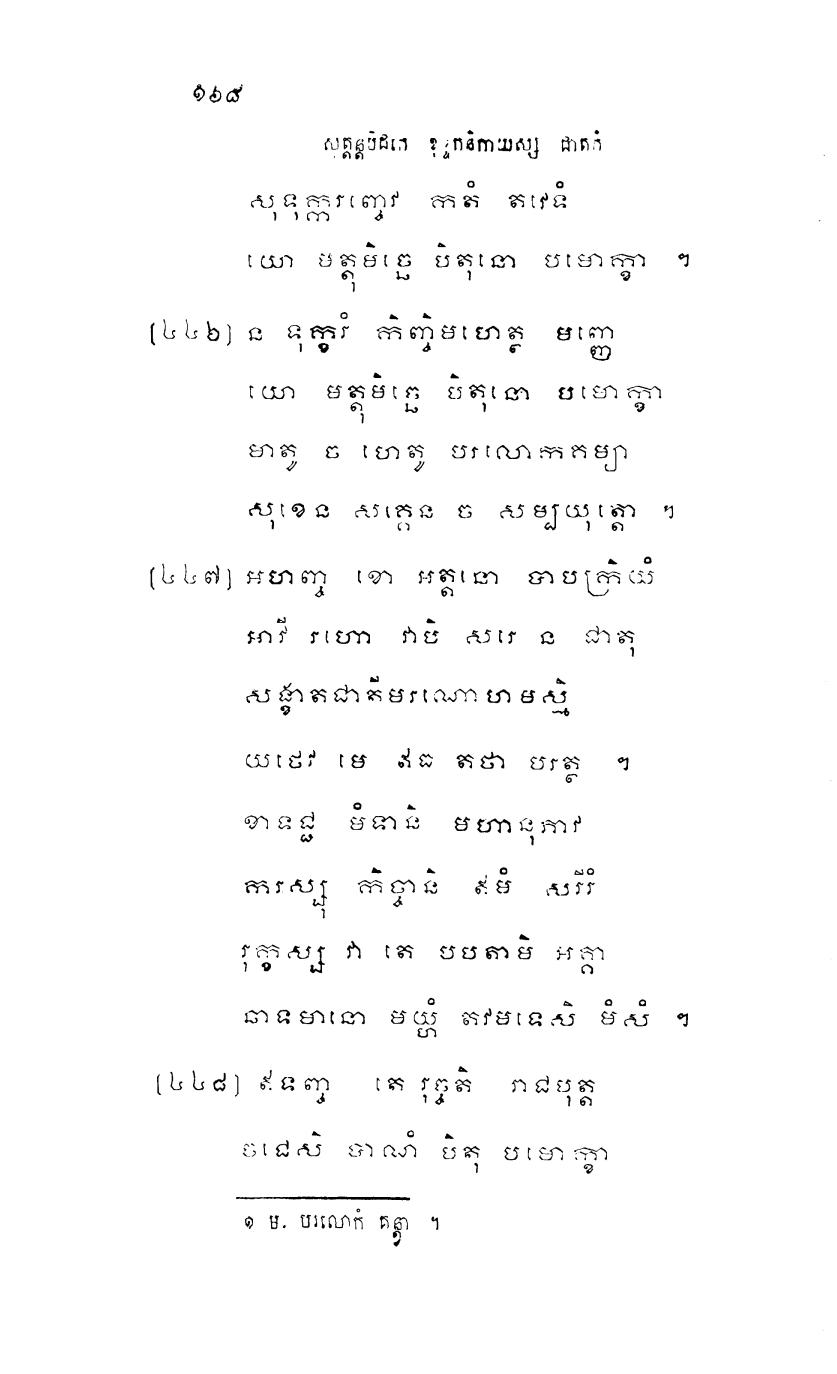 ១៦៨
សុត្តន្តបិដកេ ខុទ្ទកនិកាយស្ស ជាតកំ
សុទុក្ករញ្ចេវ កតំ តវេទំ
យោ មត្តុមិច្ឆេ បិតុនោ បមោក្ខា ។
(៤៤៦) ន ទុក្ខរំ កិញ្ចិមហេត្ថ មញ្ញេ
យោ មត្តុមិច្ឆេ បិតុនោ បមោក្ខា
មាតូ ច ហេតូ បរលោកកម្យា
សុខេន សគ្គេន ច សម្បយុត្តោ ។
(៤៤៧) អហញ្ច ខោ អត្តនោ បាបក្រិយំ
អាវី រហោ វាបិ សរេ ន ជាតុ
សង្ខាតជាតីមរណោហមស្មិ
យថេវ មេ ឥធ តថា បរត្ថ ។
ខាទជ្ជ មំទានិ មហានុភាវ
ករស្សុ កិច្ចានិ ឥមំ សរីរំ
រុក្ខស្ស វា តេ បបតាមិ អគ្គា
ឆាទមានោ មយ្ហំ តវមទេសិ មំសំ ។
(៤៤៨) ឥទញ្ច តេ រុច្ចតិ រាជបុត្ត
ចជេសិ បាណំ បិតុ បមោក្ខា
១ ម. បរលោកំ គន្ត្វា ។